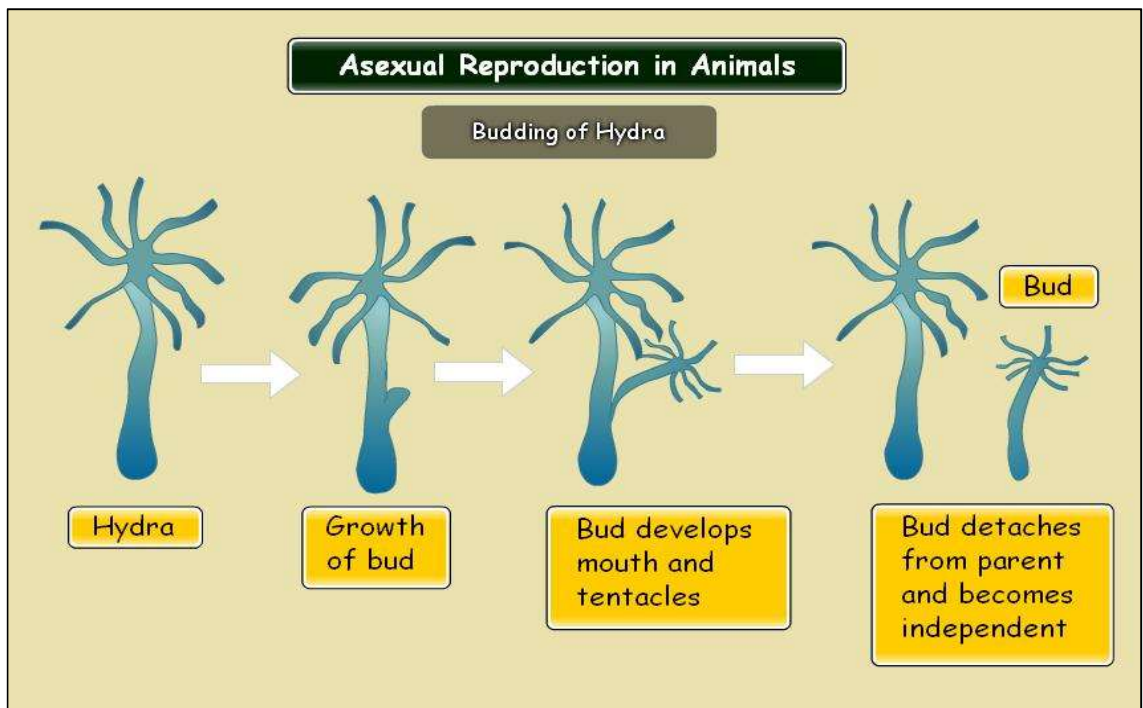 Asexual Reproduction in Animals
Budding of Hydra
Bud
Hydra
Growth
of bud
Bud develops
mouth and
tentacles
Bud detaches
from parent
and becomes
independent